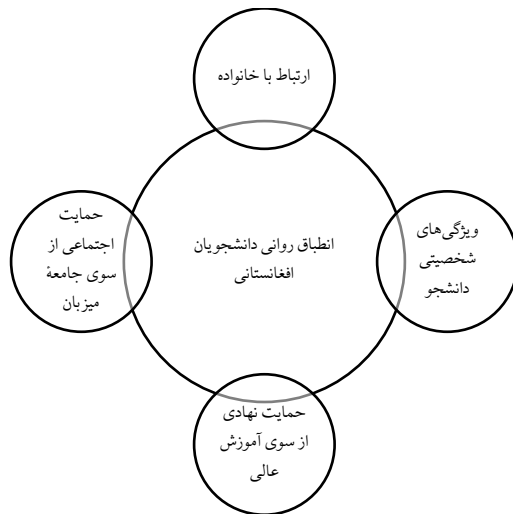 ارتباط با خانواده
حمایت
اجتماعی از
سوی جامعهٔ
میزبان
انطباق روانی دانشجویان
افغانستانی
ویژگی‌های
شخصیتی
دانشجو
حمایت نهادی
از سوی آموزش
عالی